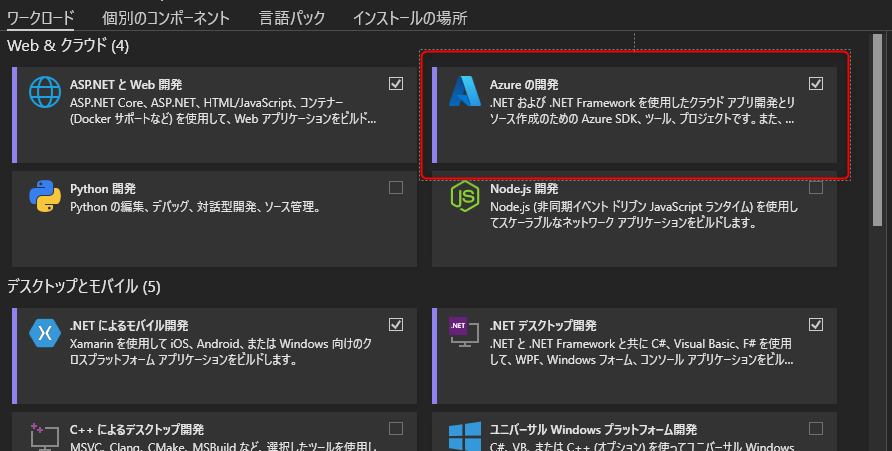 ワークロード 個別のコンポーネント 言語パック インストールの場所
Web & クラウド (4)
ASP.NET と Web 開発
ASP.NET Core、ASP.NET、HTML/JavaScript、コンテナー
(Docker サポートなど) を使用して、Web アプリケーションをビルド...
Azure の開発
.NET および .NET Framework を使用したクラウド アプリ開発とリ
ソース作成のための Azure SDK、ツール、プロジェクトです。また、...
Python 開発
Python の編集、デバッグ、対話型開発、ソース管理。
Node.js 開発
Node.js (非同期イベント ドリブン JavaScript ランタイム) を使用し
てスケーラブルなネットワーク アプリケーションをビルドします。
デスクトップとモバイル (5)
.NET によるモバイル開発
Xamarin を使用して iOS、Android、または Windows 向けのク
ロスプラットフォーム アプリケーションをビルドします。
.NET
.NET デスクトップ開発
.NET と .NET Framework と共に C#、Visual Basic、F# を使用
して、WPF、Windows フォーム、コンソール アプリケーションをビル...
C++ によるデスクトップ開発
MSVC、Clang、CMake、MSBuild など、選択したツールを使用し
ユニバーサル Windows プラットフォーム開発
C#、VB、または C++ (オプション) を使ってユニバーサル Windows